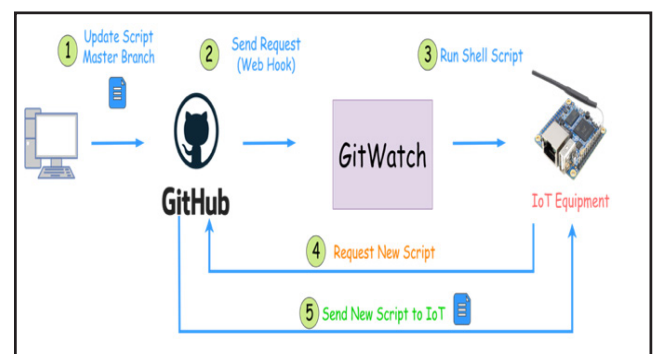 1
Update Script
Master Branch
2
Send Request
(Web Hook)
3
Run Shell Script
GitHub
GitWatch
IoT Equipment
4
Request New Script
5
Send New Script to IoT